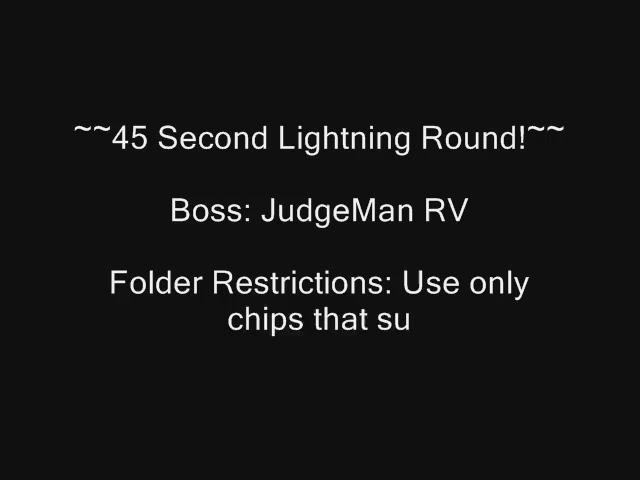 ~~45 Second Lightning Round!~~
Boss: JudgeMan RV
Folder Restrictions: Use only
chips that su